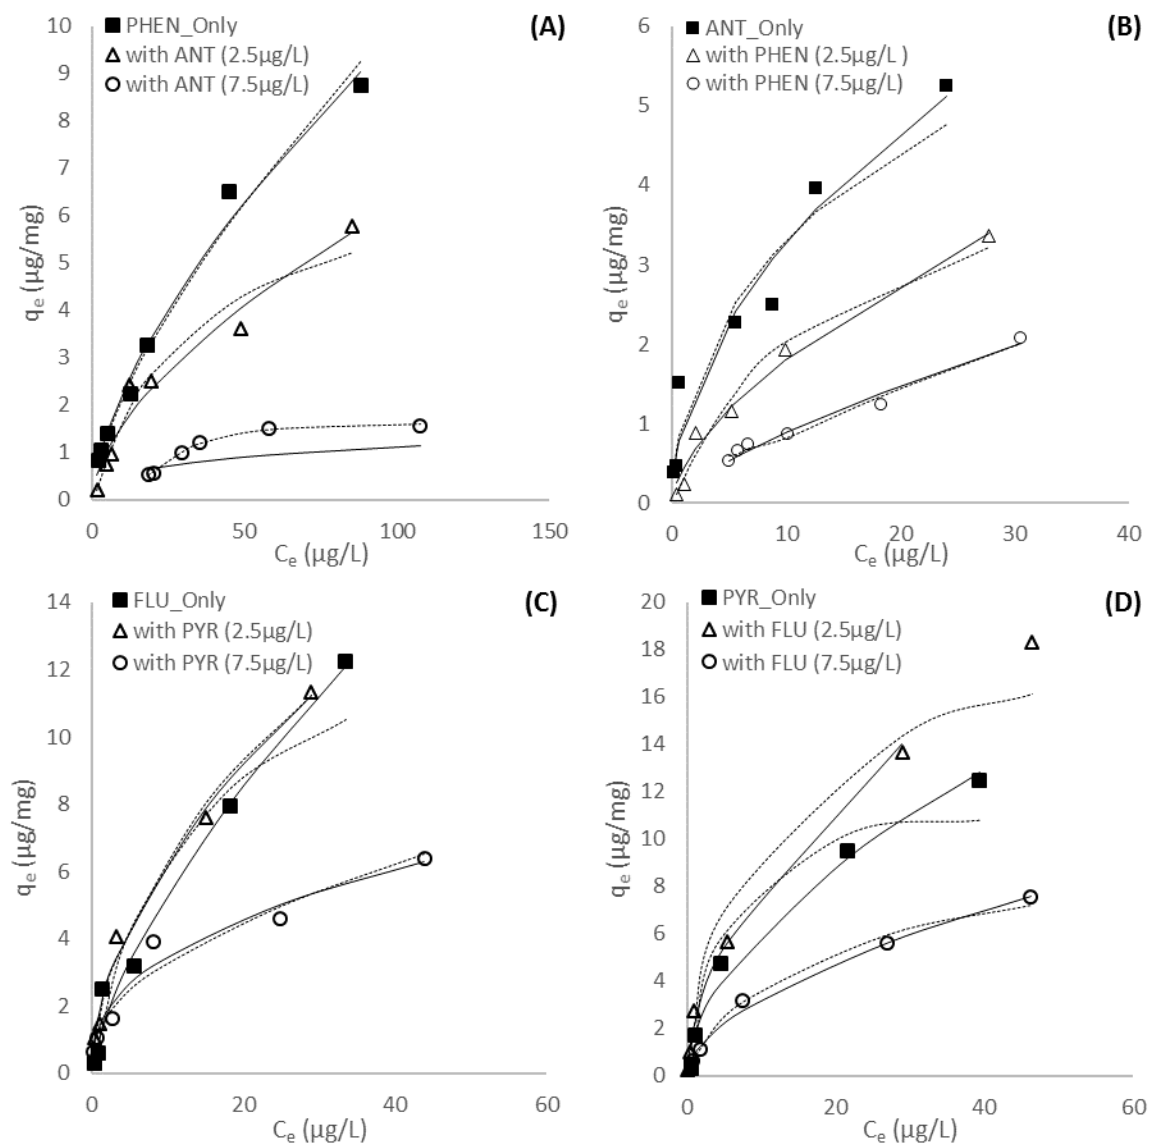 (A)
PHEN_Only
with ANT (2.5µg/L)
with ANT (7.5µg/L)
10
9
8
7
6
5
4
3
2
1
0
qe (µg/mg)
0 50 100 150
Ce (µg/L)
(B)
ANT_Only
with PHEN (2.5µg/L )
with PHEN (7.5µg/L)
6
5
4
3
2
1
0
qe (µg/mg)
0 10 20 30 40
Ce (µg/L)
(C)
FLU_Only
with PYR (2.5µg/L)
with PYR (7.5µg/L)
14
12
10
8
6
4
2
0
qe (µg/mg)
0 20 40 60
Ce (µg/L)
(D)
PYR_Only
with FLU (2.5µg/L)
with FLU (7.5µg/L)
20
18
16
14
12
10
8
6
4
2
0
qe (µg/mg)
0 20 40 60
Ce (µg/L)